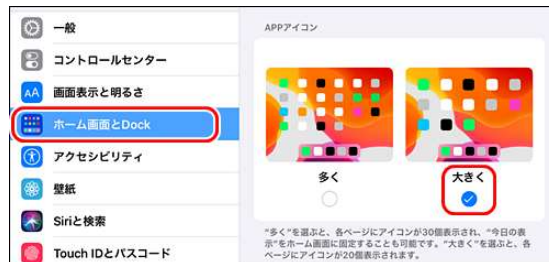 一般
コントロールセンター
画面表示と明るさ
ホーム画面とDock
アクセシビリティ
壁紙
Siriと検索
Touch IDとパスコード
APPアイコン
多く
大きく
"多く"を選ぶと、各ページにアイコンが30個表示され、"今日の表
示"をホーム画面に固定することも可能です。"大きく"を選ぶと、各
ページにアイコンが20個表示されます。